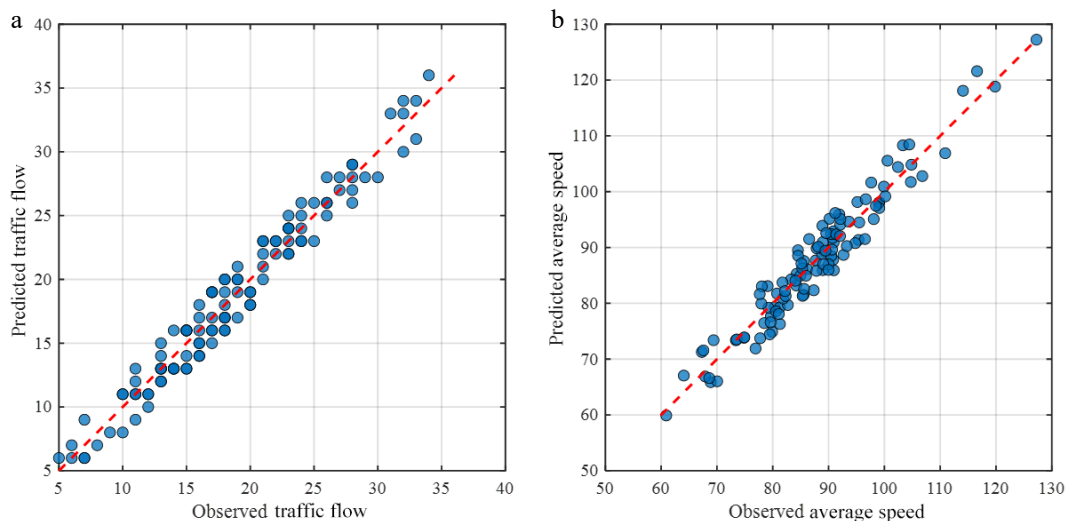 a
40
35
30
25
20
15
10
5
Predicted traffic flow
5 10 15 20 25 30 35 40
Observed traffic flow
b
130
120
110
100
90
80
70
60
50
Predicted average speed
50 60 70 80 90 100 110 120 130
Observed average speed